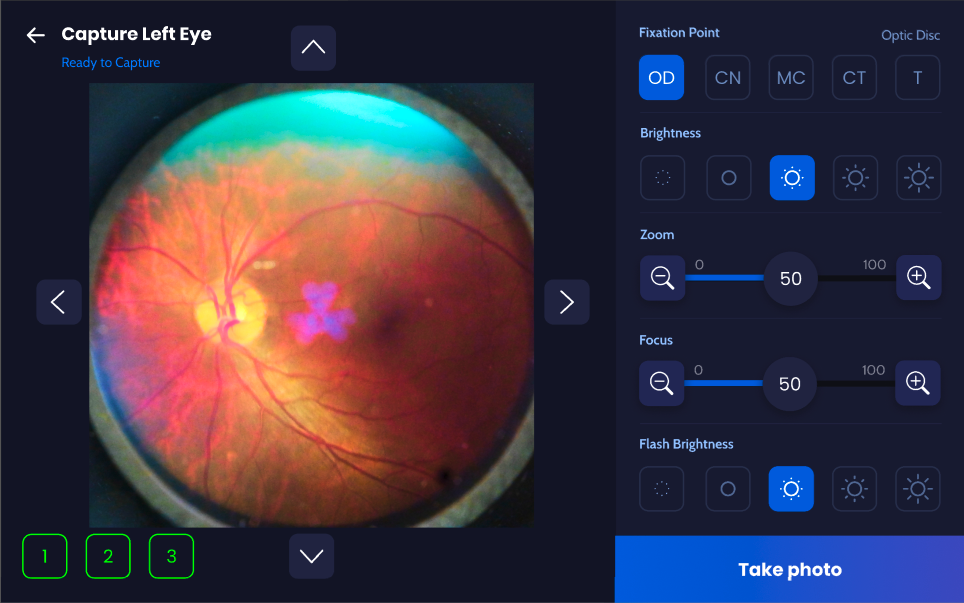 Capture Left Eye
Ready to Capture
Fixation Point
Optic Disc
OD CN MC CT T
Brightness
Zoom
0 50 100
Focus
0 50 100
Flash Brightness
1 2 3
Take photo